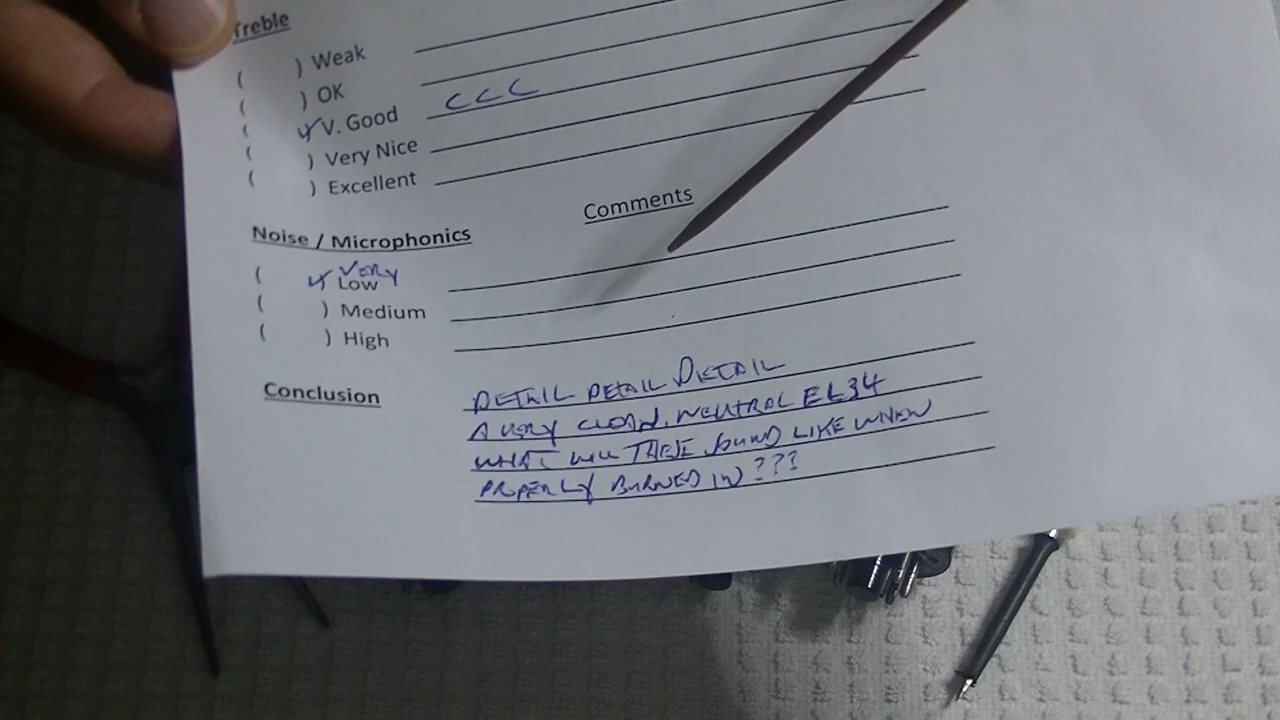 Treble
( ) Weak
( ) OK
( ✓) V. Good CCC
( ) Very Nice
( ) Excellent
Comments
Noise / Microphonics
VERY
( ✓) Low
( ) Medium
( ) High
Conclusion DETAIL DETAIL DETAIL
A VERY CLEAN, NEUTRAL EL34
WHAT WILL THESE SOUND LIKE WHEN
PROPERLY BURNED IN ???